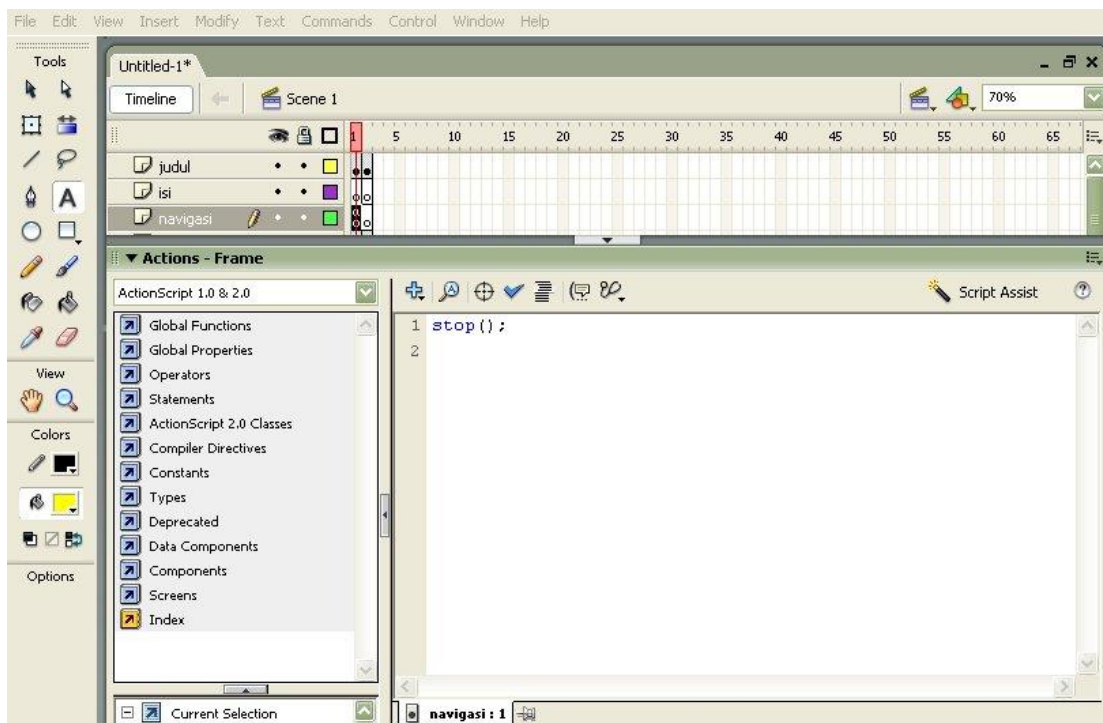 File Edit View Insert Modify Text Commands Control Window Help
Tools
Untitled-1*
Timeline
Scene 1
70%
1 5 10 15 20 25 30 35 40 45 50 55 60 65
judul
isi
navigasi
A
Actions - Frame
ActionScript 1.0 & 2.0
Script Assist
Global Functions
Global Properties
Operators
Statements
ActionScript 2.0 Classes
Compiler Directives
Constants
Types
Deprecated
Data Components
Components
Screens
Index
1 stop();
2
View
Colors
Options
Current Selection
navigasi : 1